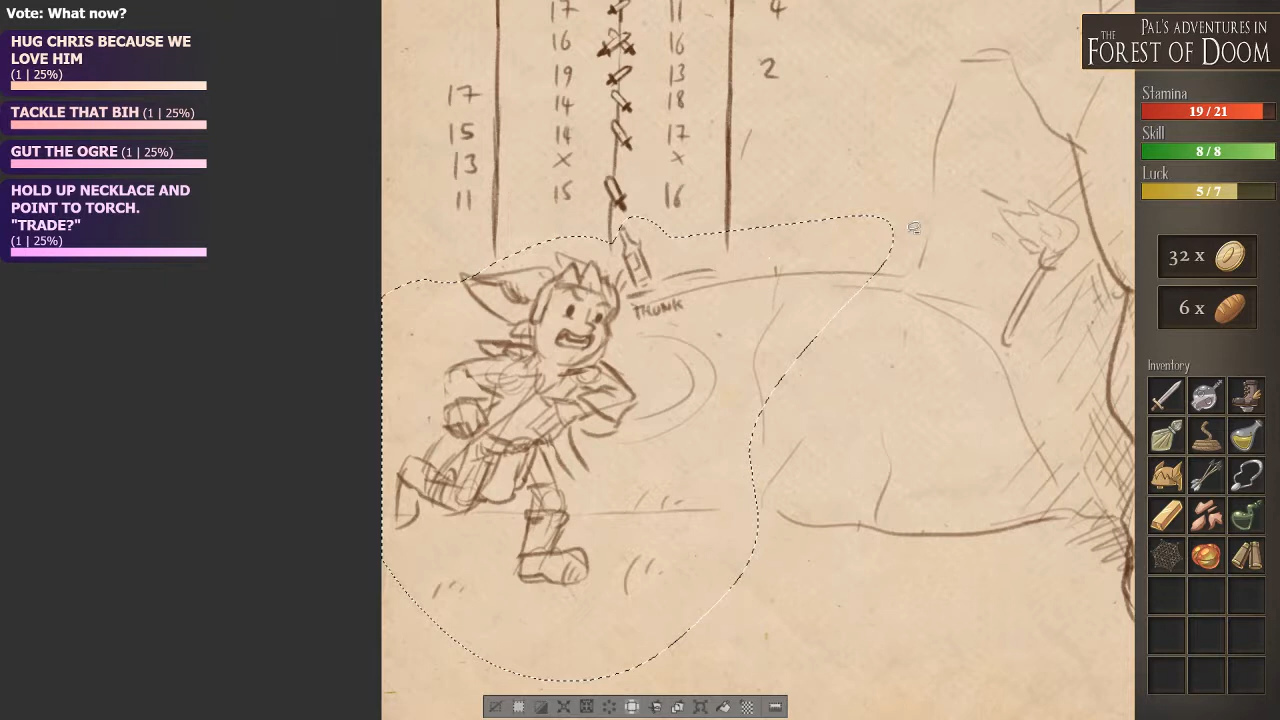 Vote: What now?
HUG CHRIS BECAUSE WE
LOVE HIM
(1 | 25%)
TACKLE THAT BIH (1 | 25%)
GUT THE OGRE (1 | 25%)
HOLD UP NECKLACE AND
POINT TO TORCH.
"TRADE?"
(1 | 25%)
17 11 4
16 16
19 13 2
17 14 18
15 14 17
13 X X
11 15 16
THUNK
PAL'S ADVENTURES IN
THE FOREST OF DOOM
Stamina
19 / 21
Skill
8 / 8
Luck
5 / 7
32 x
6 x
Inventory